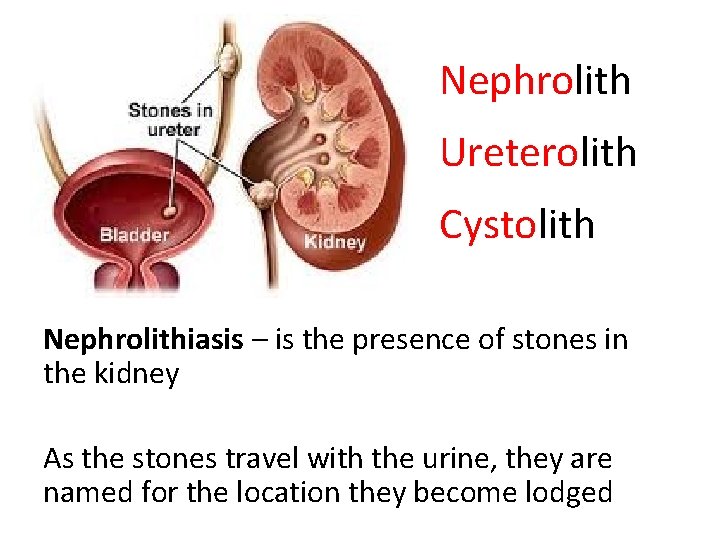 Nephrolith
Stones in
ureter
Ureterolith
Cystolith
Bladder
Kidney
Nephrolithiasis – is the presence of stones in
the kidney
As the stones travel with the urine, they are
named for the location they become lodged